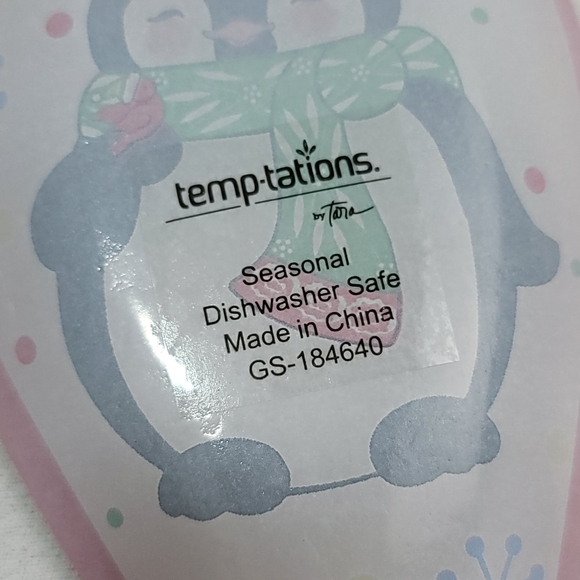 temp-tations.
BY Tara
Seasonal
Dishwasher Safe
Made in China
GS-184640